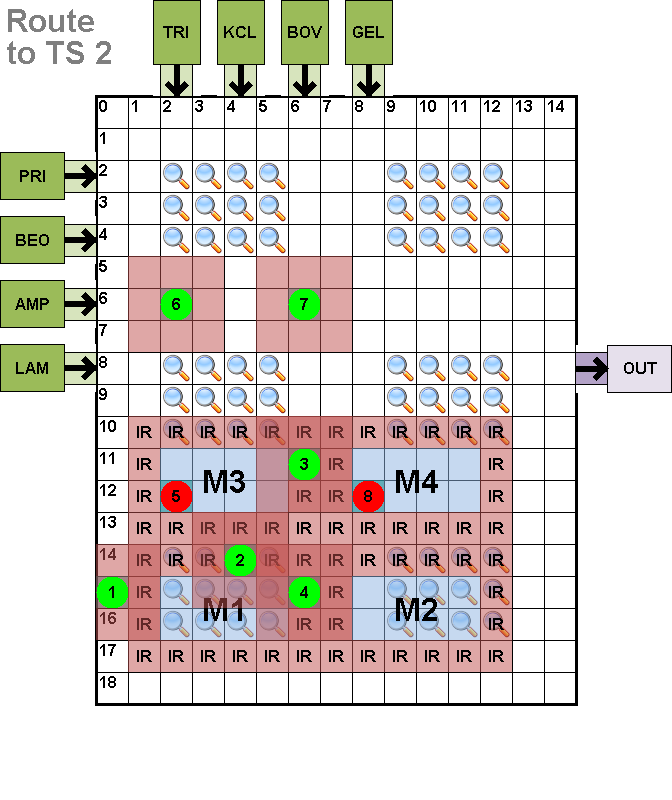 Route
to TS 2
TRI KCL BOV GEL
0 1 2 3 4 5 6 7 8 9 10 11 12 13 14
1
PRI 2
3
BEO 4
5
AMP 6 6 7
7
LAM 8 OUT
9
10 IR IR IR IR IR IR IR IR IR IR IR IR
11 IR M3 3 IR M4 IR
12 IR 5 IR IR 8 IR
13 IR IR IR IR IR IR IR IR IR IR IR IR
14 IR IR IR 2 IR IR IR IR IR IR IR IR
1 IR 4 IR IR
16 IR M1 IR IR M2 IR
17 IR IR IR IR IR IR IR IR IR IR IR IR
18